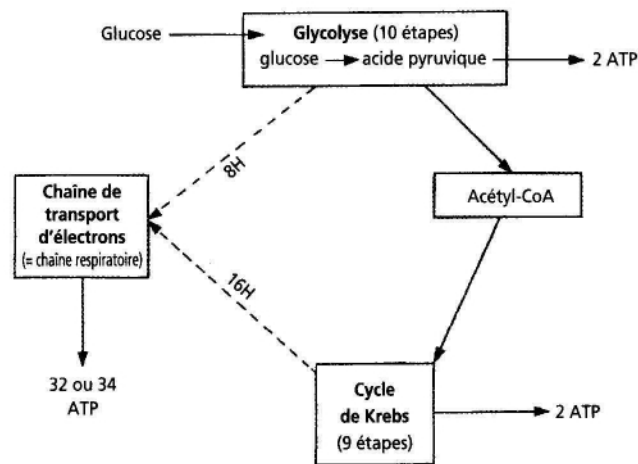 Glucose
Glycolyse (10 étapes)
glucose acide pyruvique
2 ATP
8H
Chaîne de
transport
d'électrons
(= chaîne respiratoire)
Acétyl-CoA
16H
32 ou 34
ATP
Cycle
de Krebs
(9 étapes)
2 ATP